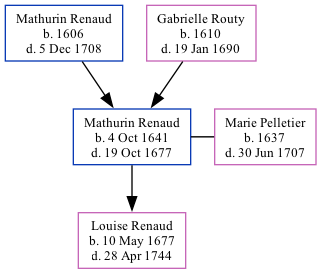 Mathurin Renaud
b. 1606
d. 5 Dec 1708
Gabrielle Routy
b. 1610
d. 19 Jan 1690
Mathurin Renaud
b. 4 Oct 1641
d. 19 Oct 1677
Marie Pelletier
b. 1637
d. 30 Jun 1707
Louise Renaud
b. 10 May 1677
d. 28 Apr 1744